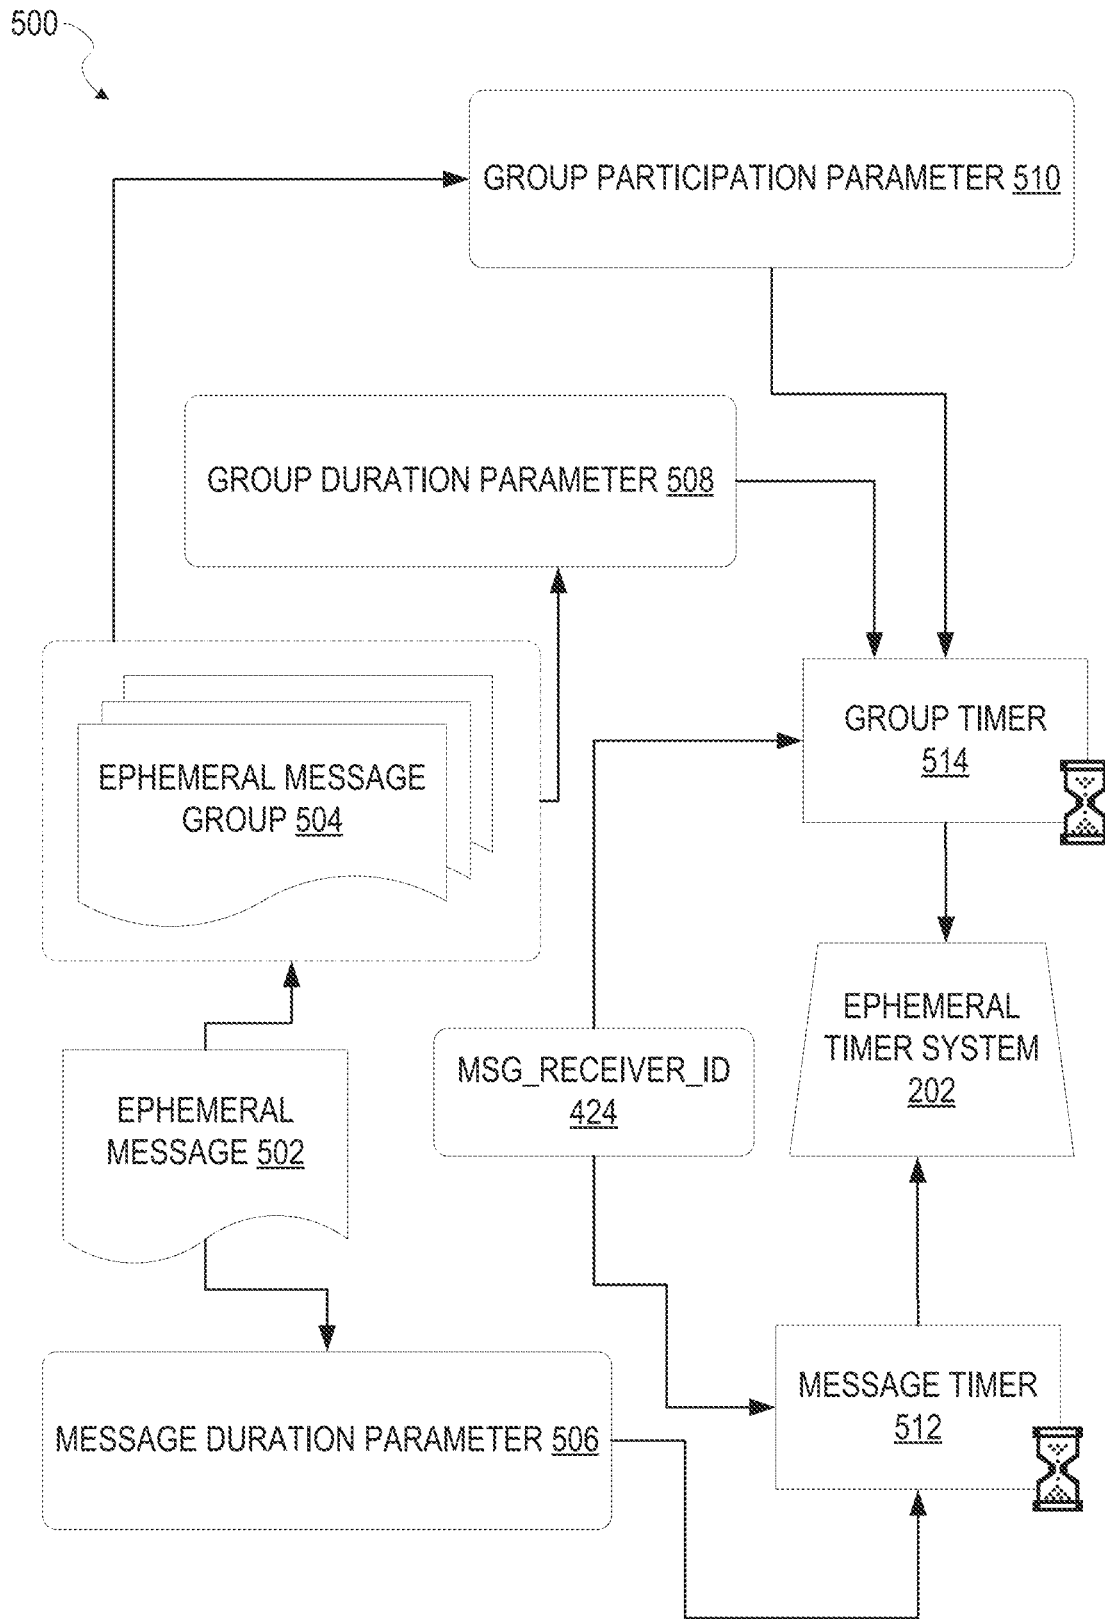 500
GROUP PARTICIPATION PARAMETER 510
GROUP DURATION PARAMETER 508
GROUP TIMER
514
EPHEMERAL MESSAGE
GROUP 504
EPHEMERAL
TIMER SYSTEM
202
MSG_RECEIVER_ID
424
EPHEMERAL
MESSAGE 502
MESSAGE TIMER
512
MESSAGE DURATION PARAMETER 506